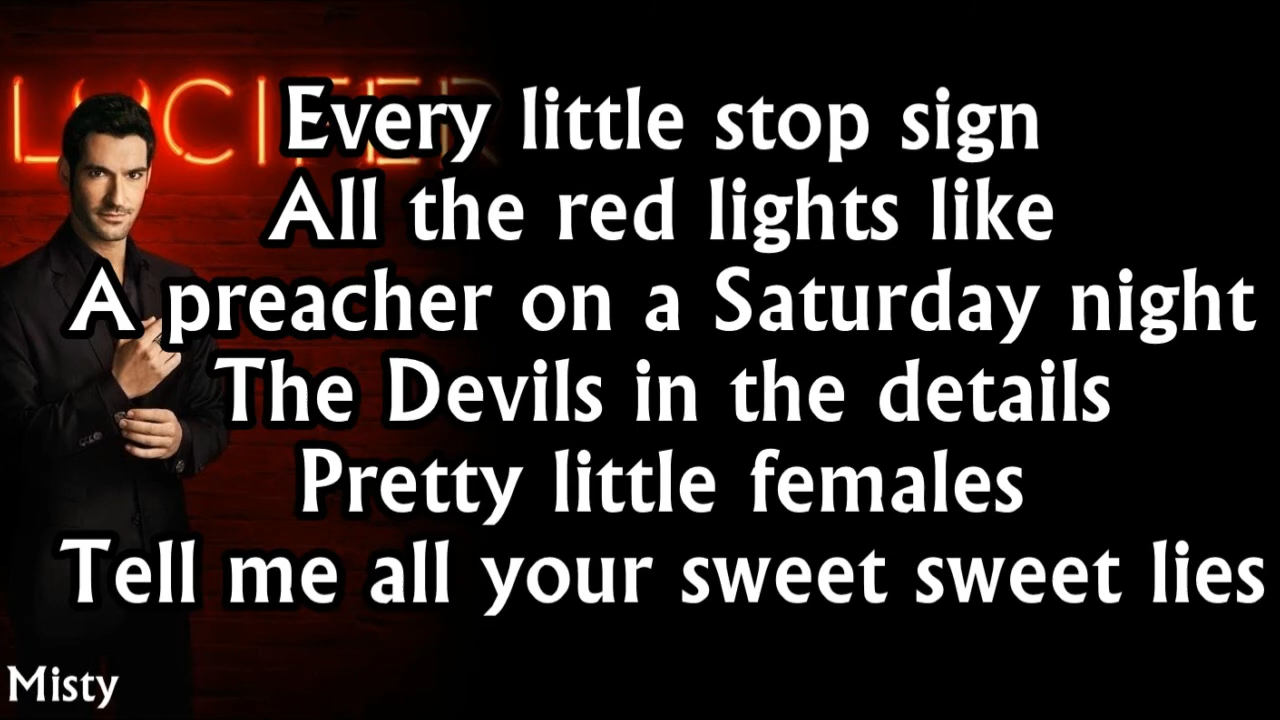 LUCIFER
Every little stop sign
All the red lights like
A preacher on a Saturday night
The Devils in the details
Pretty little females
Tell me all your sweet sweet lies
Misty